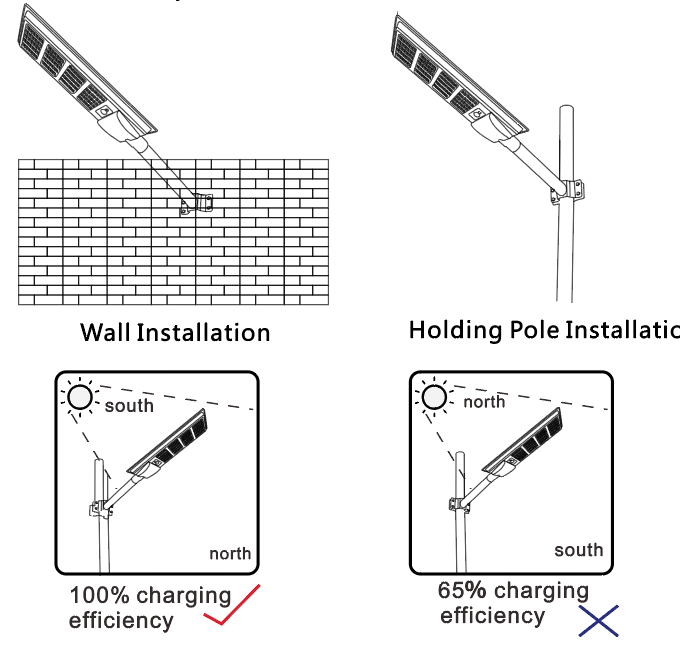 Wall Installation
Holding Pole Installatio
south
north
100% charging
efficiency
north
south
65% charging
efficiency